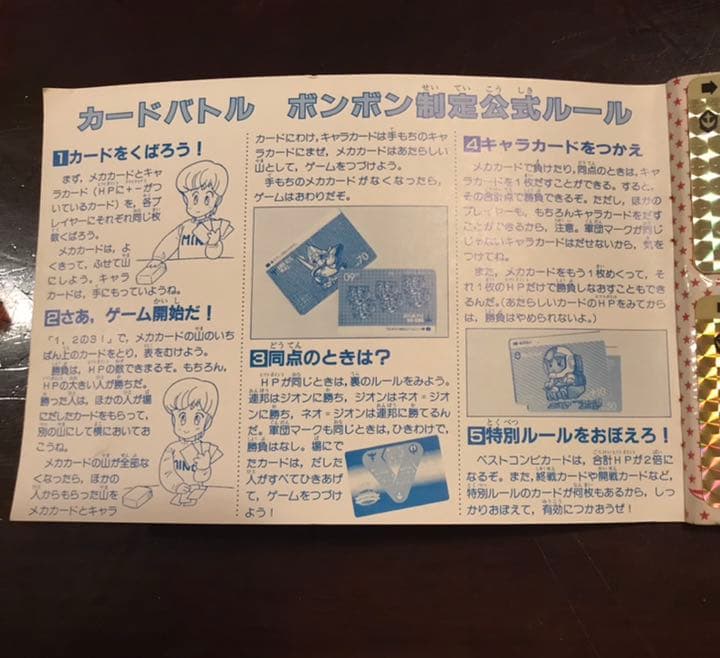 カードバトル ボンボン制定公式ルール
1カードをくばろう!
まず、メカカードとキャ
ラカード(HPに+ーがつ
いているカード)を、各プ
レイヤーにそれぞれ同じ枚
数くばろう。
メカカードは、よ
くきって、ふせて山
にしよう。キャラ
カードは、手にもっていようね。
2さあ,ゲーム開始だ!
「1,2の3!」で、メカカードの山のいち
ばん上のカードをとり、表をむけよう。
勝負は、HPの数できまるぞ。もちろん、
HPの大きい人が勝ちだ。
勝った人は、ほかの人が場
にだしたカードをもらって、
別の山にして横においてお
こうね。
メカカードの山が全部な
くなったら、ほかの
人からもらった山を
メカカードとキャラ
カードにわけ、キャラカードは手もちのキャ
ラカードにまぜ、メカカードはあたらしい
山として、ゲームをつづけよう。
手もちのメカカードがなくなったら、
ゲームはおわりだぞ。
3同点のときは?
HPが同じときは、裏のルールをみよう。
連邦はジオンに勝ち、ジオンはネオ=ジオ
ンに勝ち、ネオ=ジオンは連邦に勝てるん
だ。軍団マークも同じときは、ひきわけで、
勝負はなし。場にで
たカードは、だした
人がすべてひきあげ
て、ゲームをつづけ
よう!
4キャラカードをつかえ
メカカードで負けたり、同点のときは、キャ
ラカードを1枚だすことができる。すると、
その合計点で勝負できるぞ。ただし、ほかの
プレイヤーも、もちろんキャラカードをだす
ことができるから、注意。軍団マークが同じ
じゃないキャラカードはだせないから、気を
つけてね。
また、メカカードをもう1枚めくって、そ
れ1枚のHPだけで勝負しなおすこともでき
るんだ。(あたらしいカードのHPをみてから
は、勝負はやめられないよ。)
5特別ルールをおぼえろ!
ベストコンビカードは、合計HPが2倍に
なるぞ。また、終戦カードや開戦カードなど、
特別ルールのカードが何枚もあるから、しっ
かりおぼえて、有効につかおうぜ!